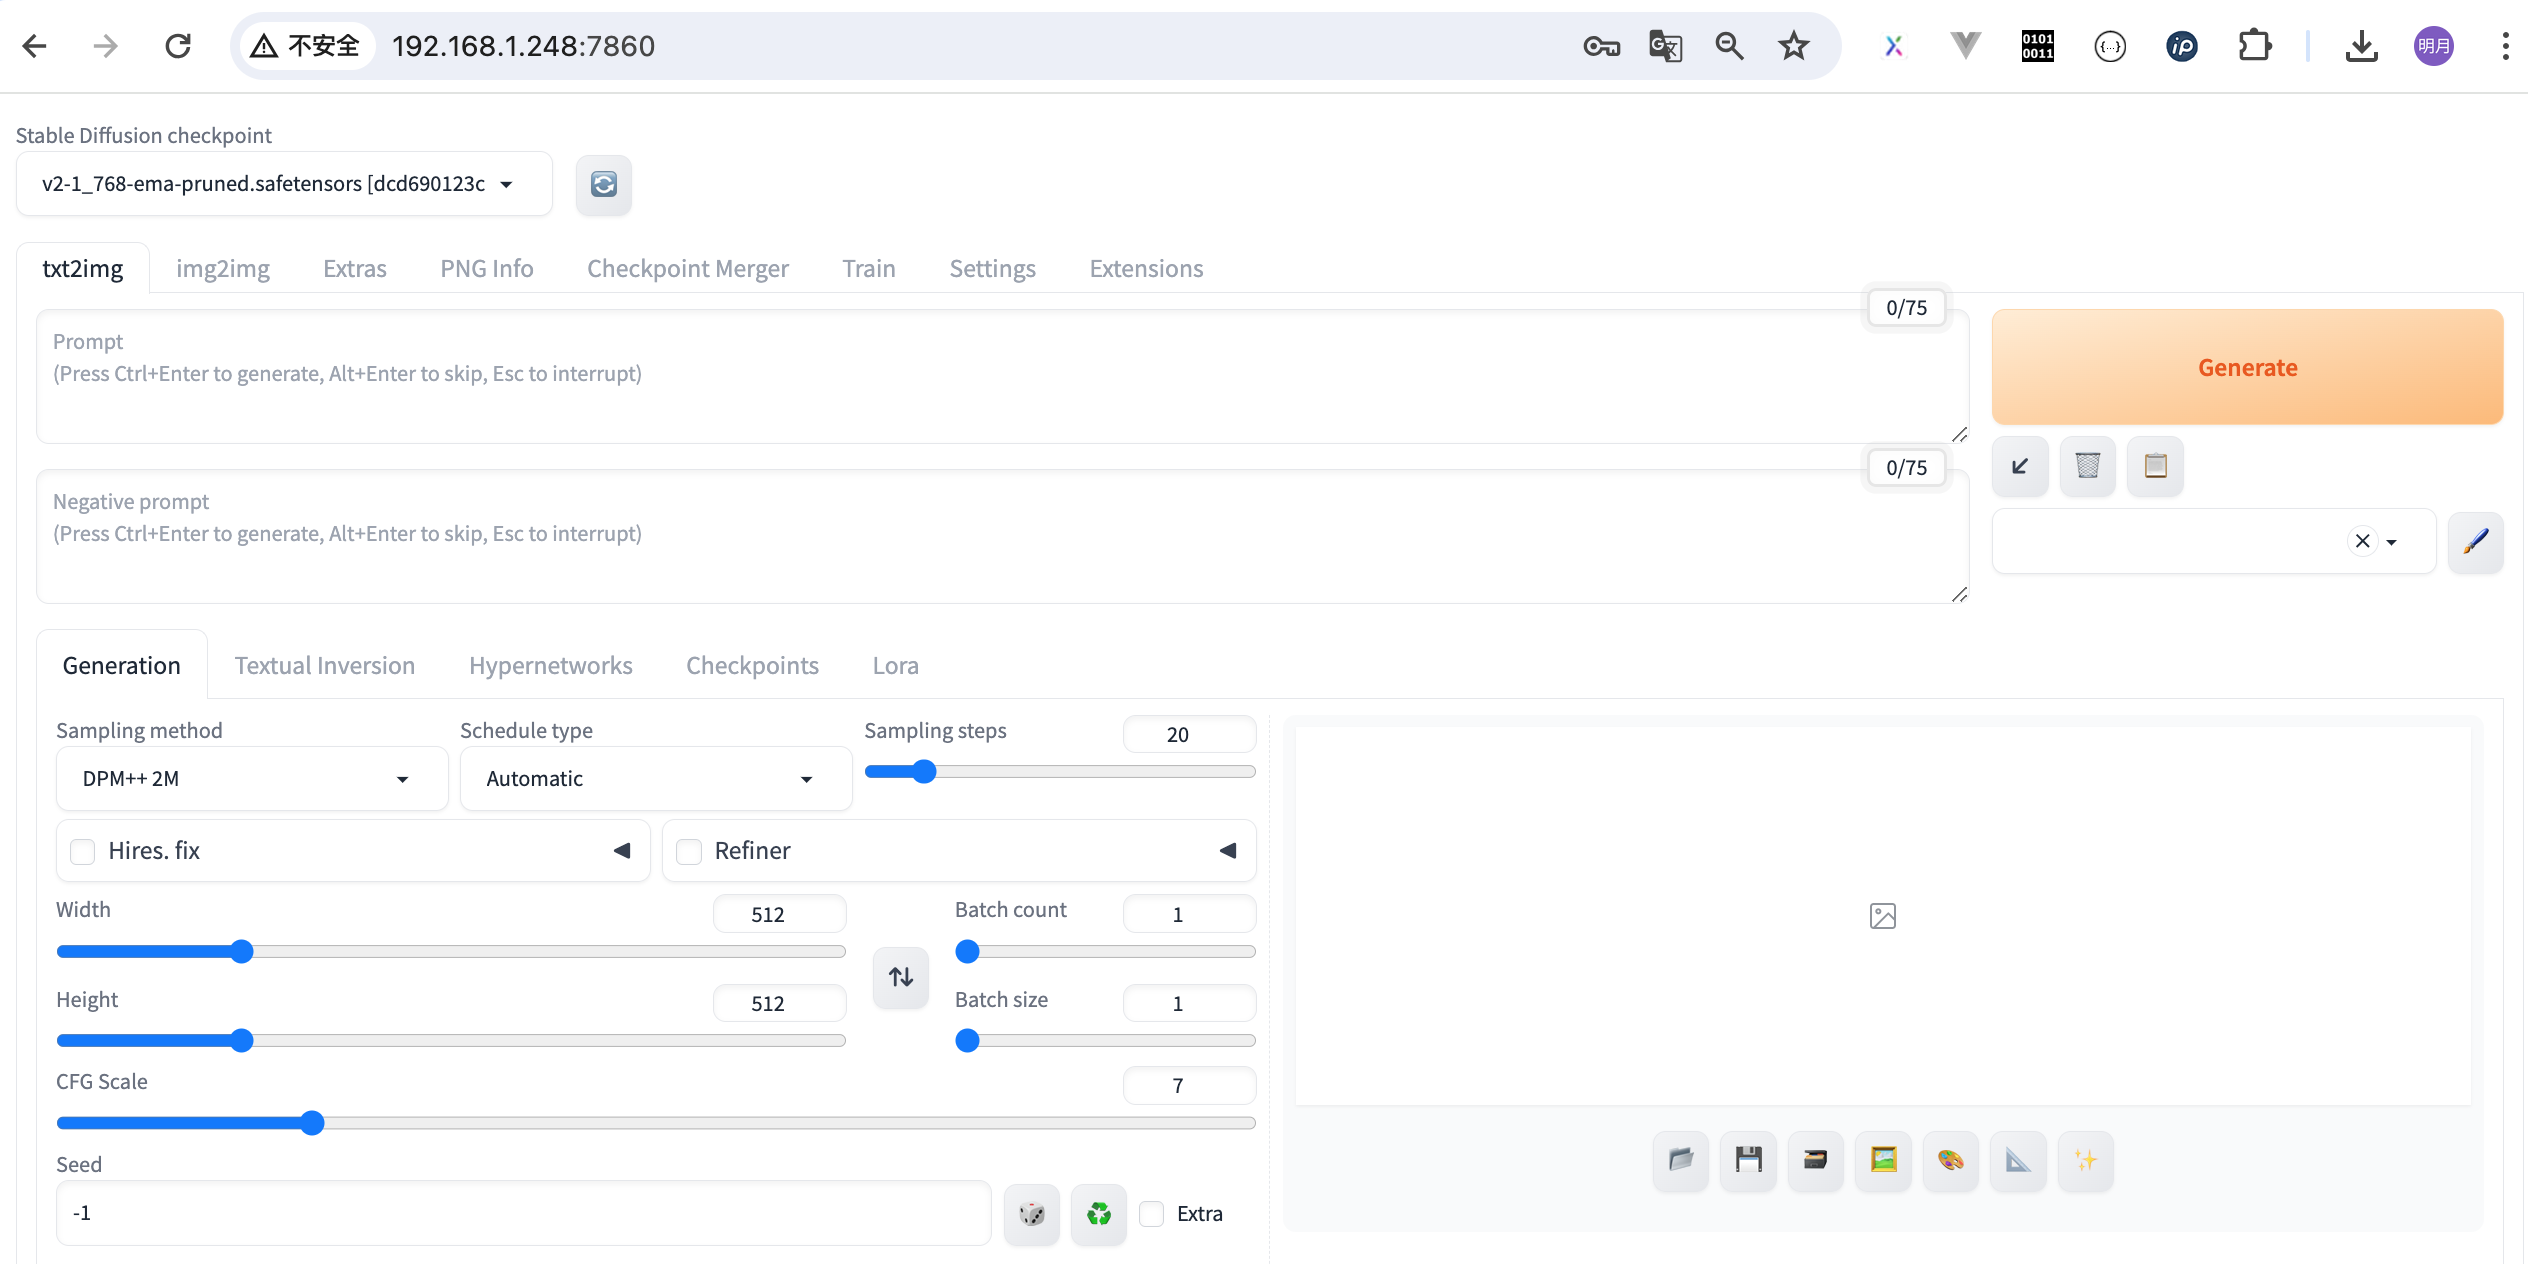 不安全 192.168.1.248:7860
0101
0011
{...}
ip
明月
Stable Diffusion checkpoint
v2-1_768-ema-pruned.safetensors [dcd690123c
txt2img img2img Extras PNG Info Checkpoint Merger Train Settings Extensions
0/75
Prompt
(Press Ctrl+Enter to generate, Alt+Enter to skip, Esc to interrupt)
Generate
0/75
Negative prompt
(Press Ctrl+Enter to generate, Alt+Enter to skip, Esc to interrupt)
Generation Textual Inversion Hypernetworks Checkpoints Lora
Sampling method Schedule type Sampling steps 20
DPM++ 2M Automatic
Hires. fix Refiner
Width 512 Batch count 1
Height 512 Batch size 1
CFG Scale 7
Seed
-1 Extra